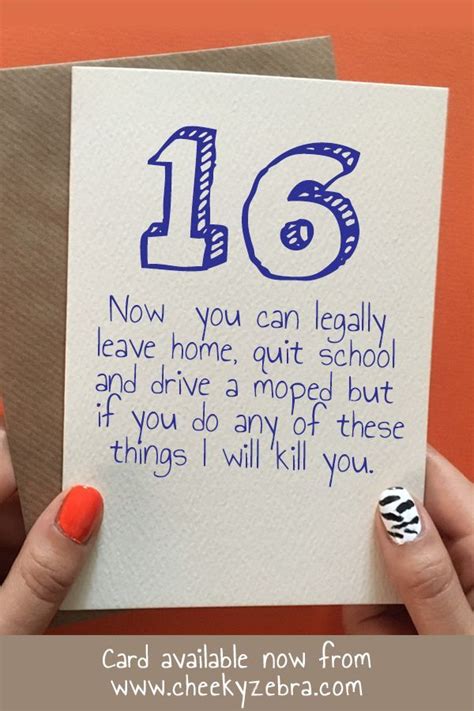 16
Now you can legally
leave home, quit school
and drive a moped but
if you do any of these
things I will kill you.
Card available now from
www.cheekyzebra.com